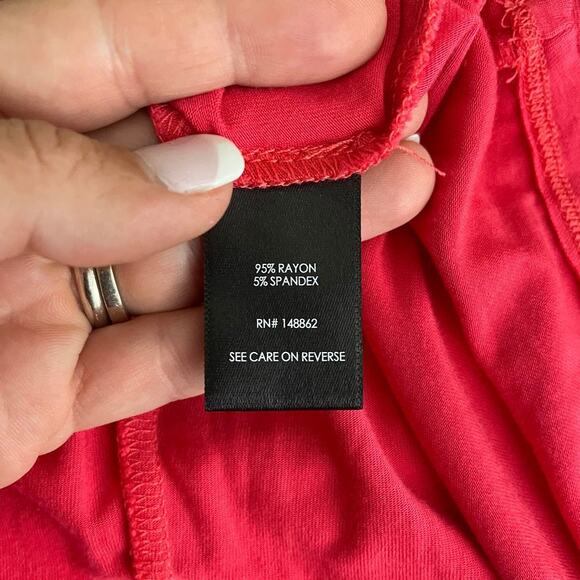 95% RAYON
5% SPANDEX
RN# 148862
SEE CARE ON REVERSE